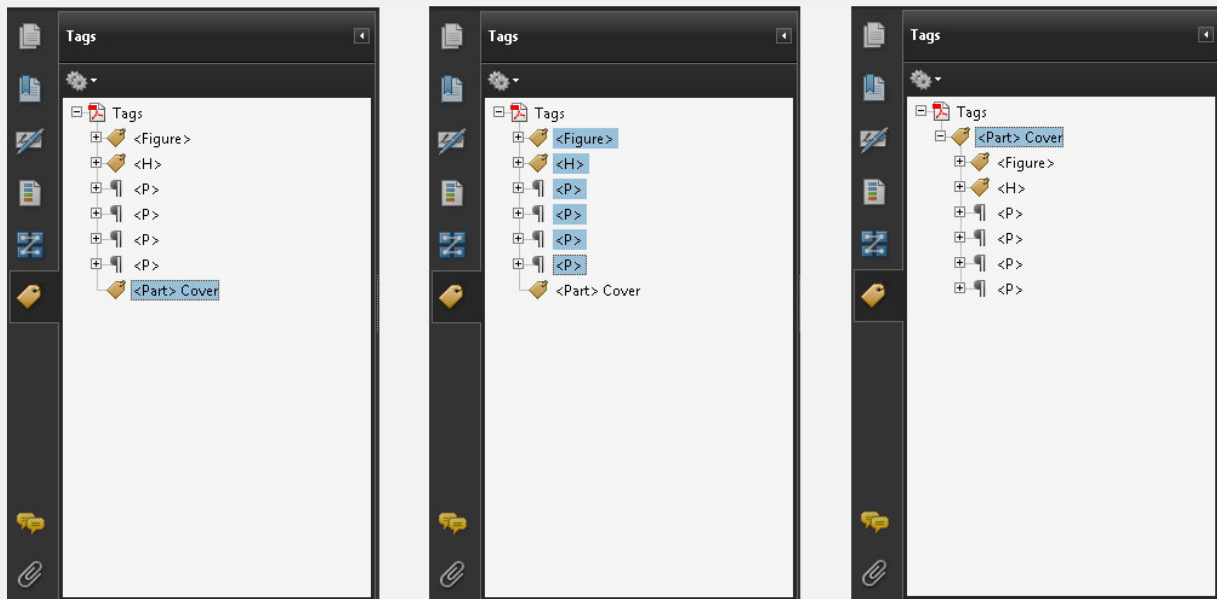 Tags
Tags
<Figure>
<H>
<P>
<P>
<P>
<P>
<Part> Cover
Tags
Tags
<Figure>
<H>
<P>
<P>
<P>
<P>
<Part> Cover
Tags
Tags
<Part> Cover
<Figure>
<H>
<P>
<P>
<P>
<P>